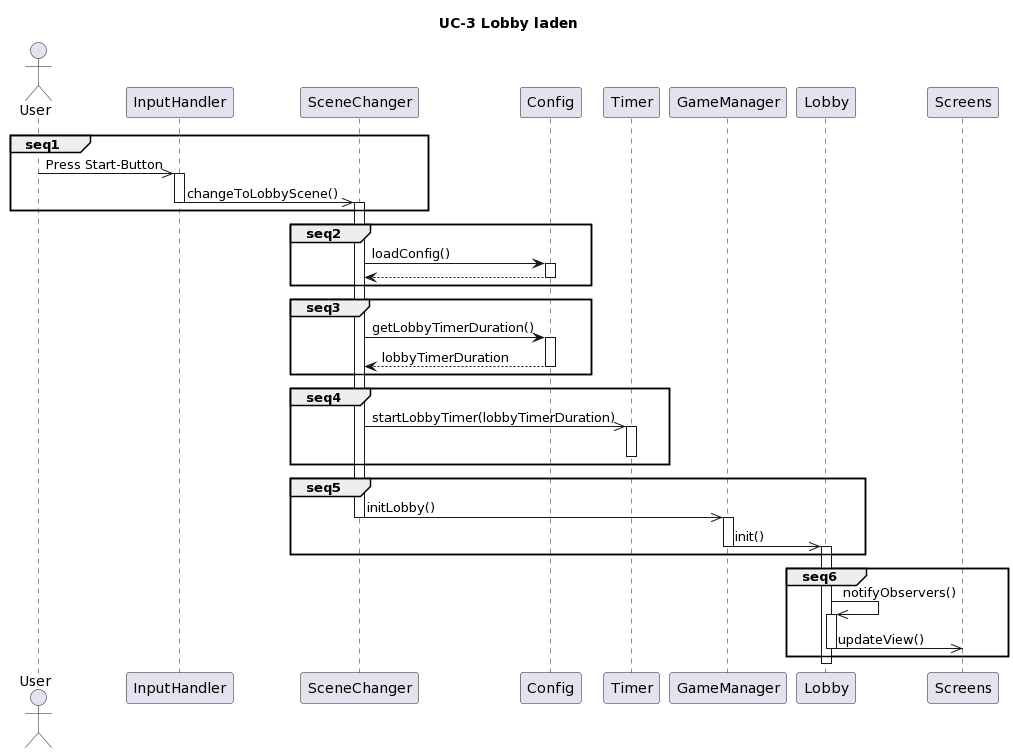 UC-3 Lobby laden
User
InputHandler
SceneChanger
Config
Timer
GameManager
Lobby
Screens
seq1
Press Start-Button
changeToLobbyScene()
seq2
loadConfig()
seq3
getLobbyTimerDuration()
lobbyTimerDuration
seq4
startLobbyTimer(lobbyTimerDuration)
seq5
initLobby()
init()
seq6
notifyObservers()
updateView()
User
InputHandler
SceneChanger
Config
Timer
GameManager
Lobby
Screens